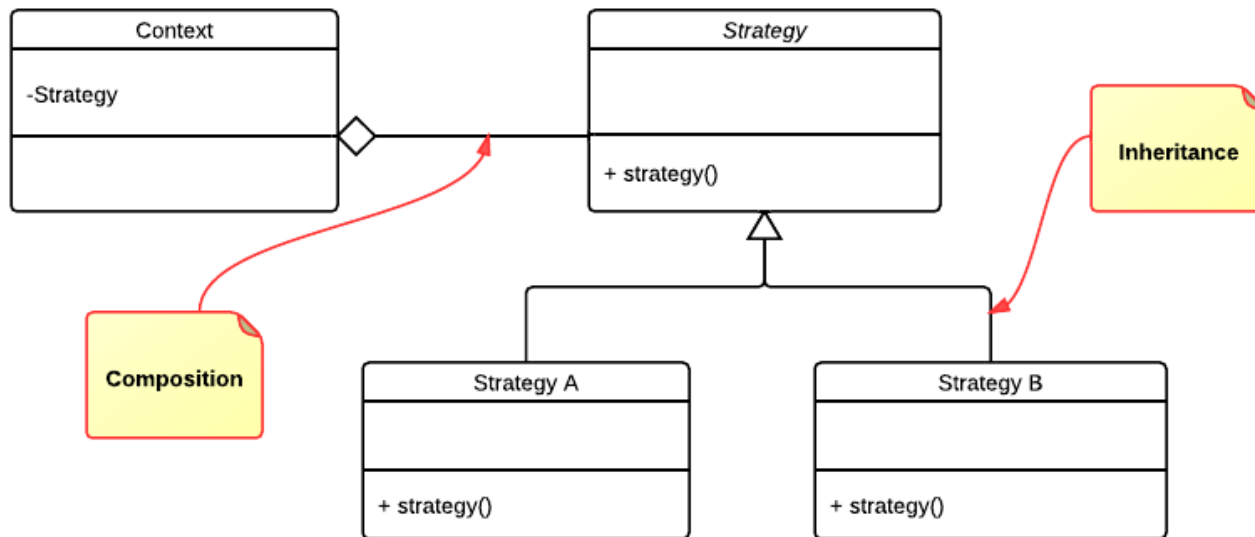 Context
-Strategy
Strategy
+ strategy()
Inheritance
Composition
Strategy A
+ strategy()
Strategy B
+ strategy()